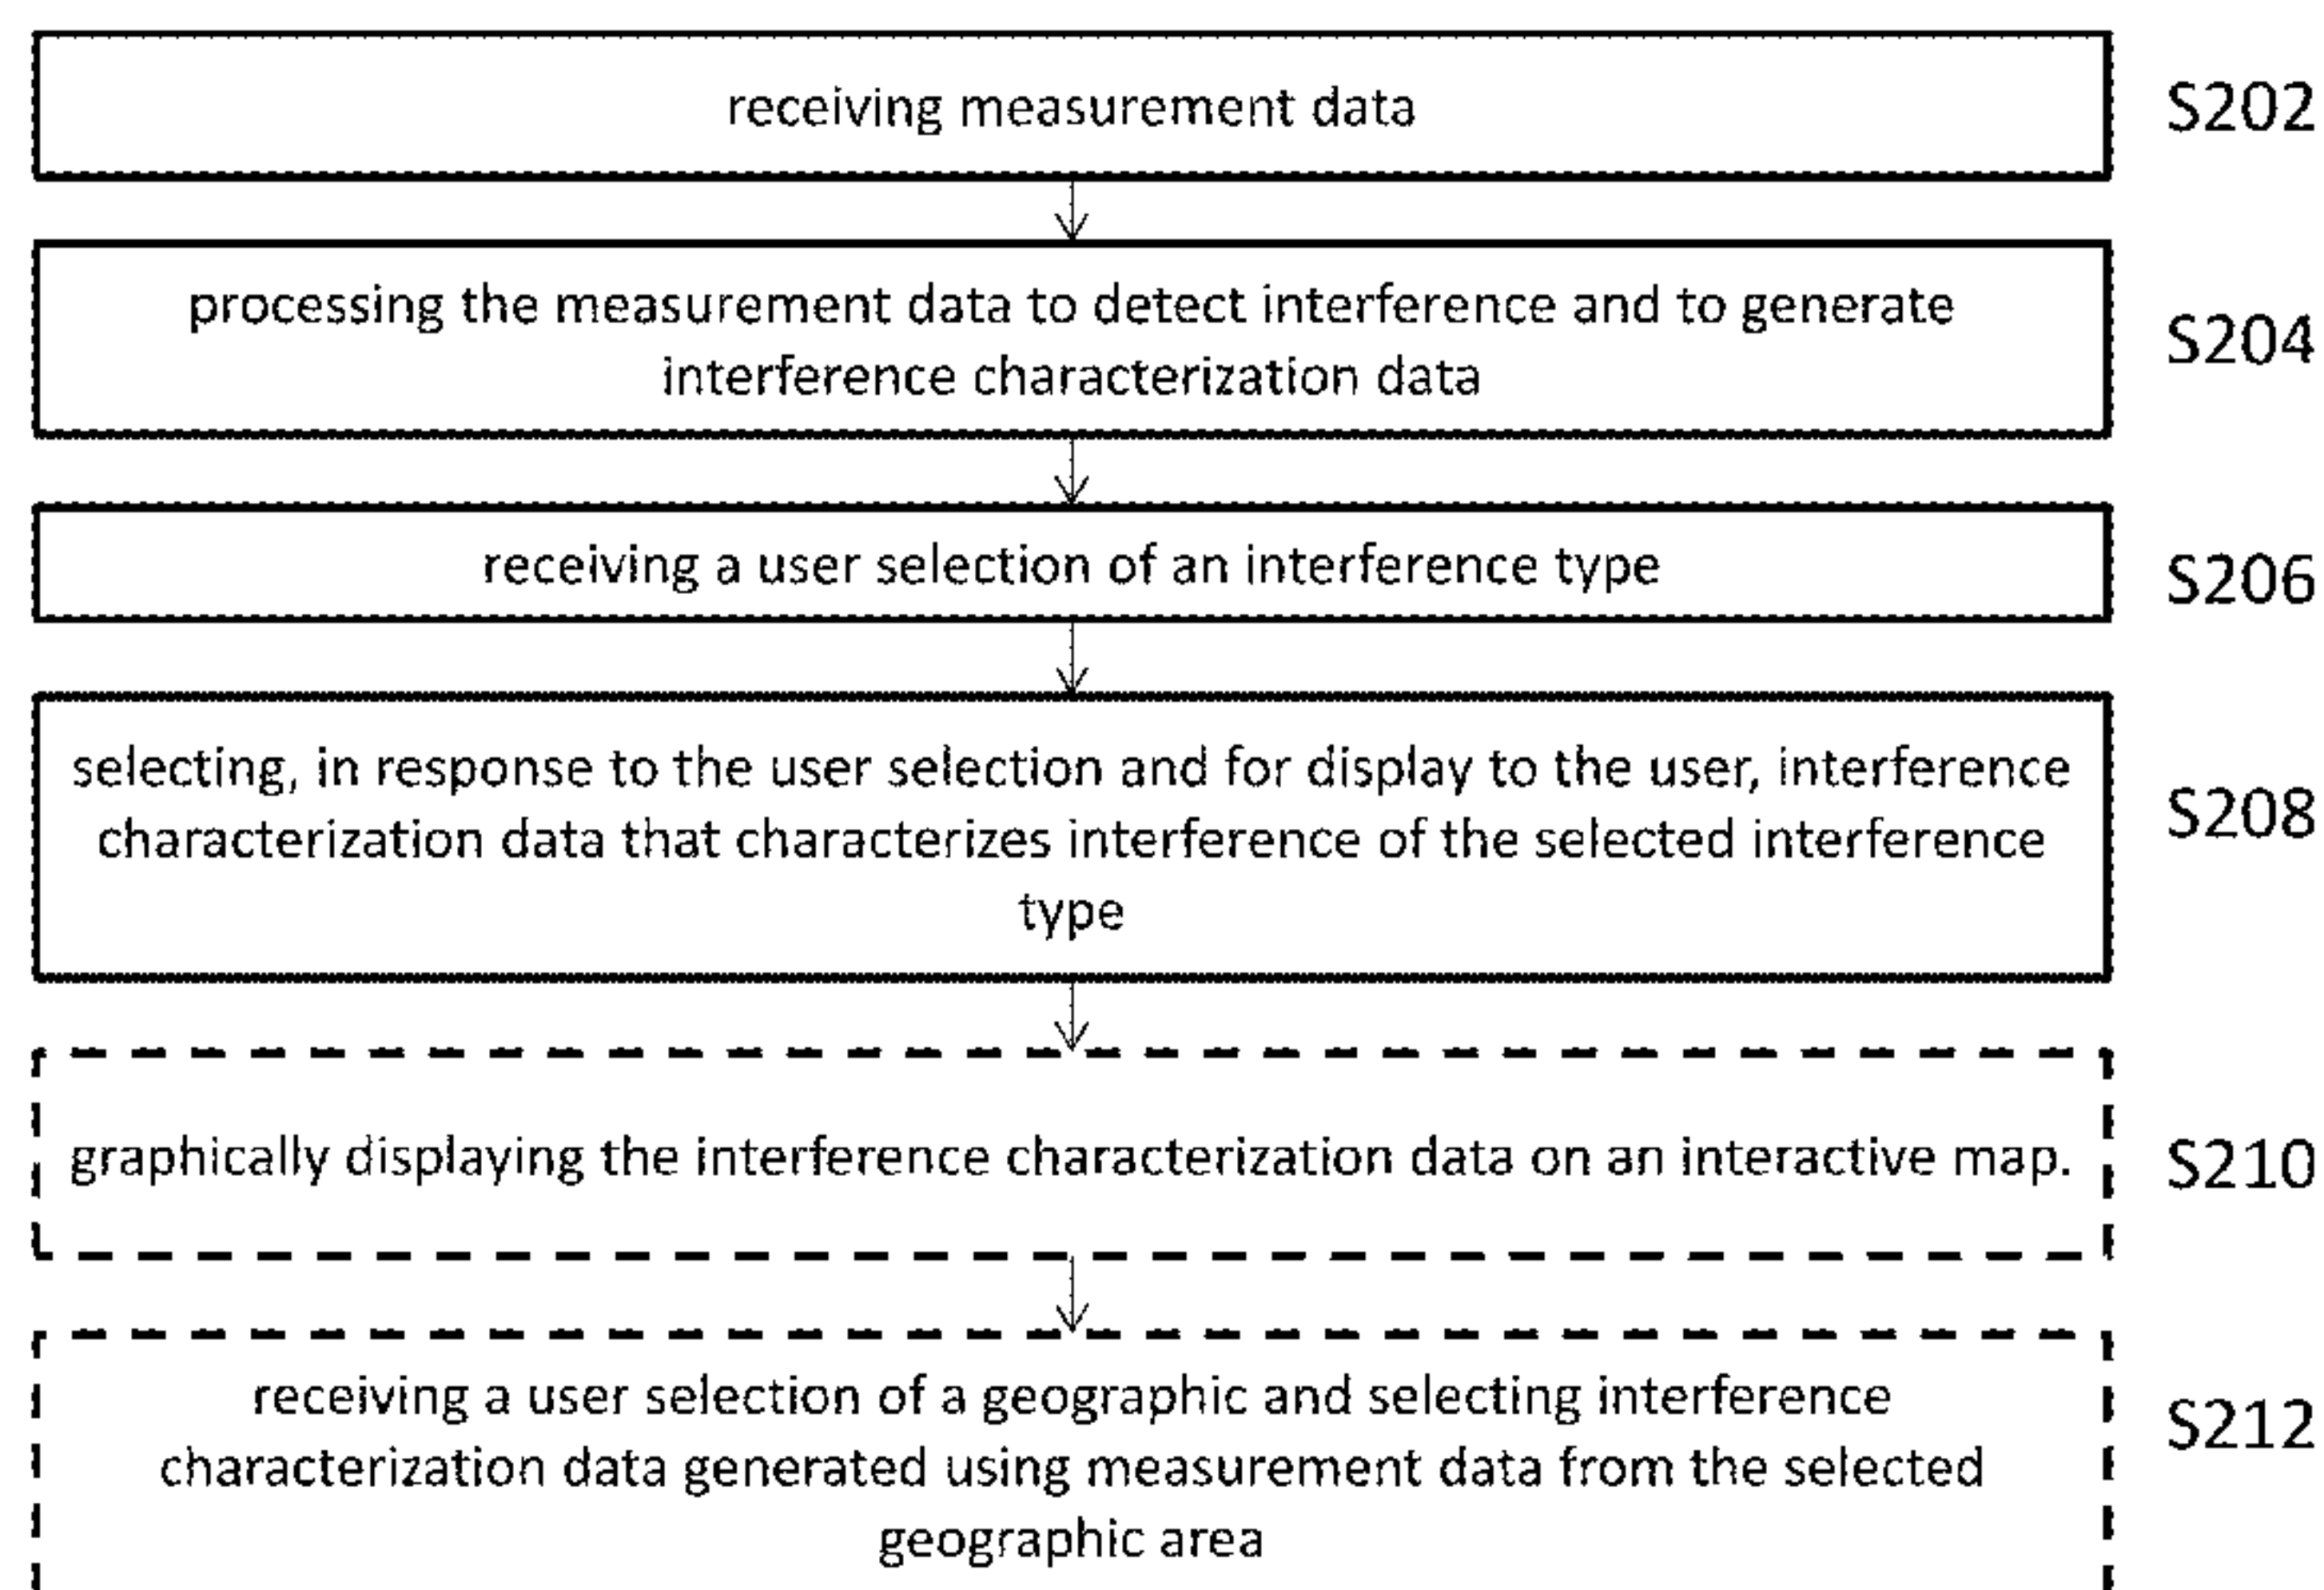 receiving measurement data
S202
processing the measurement data to detect interference and to generate
interference characterization data
S204
receiving a user selection of an interference type
S206
selecting, in response to the user selection and for display to the user, interference
characterization data that characterizes interference of the selected interference
type
S208
graphically displaying the interference characterization data on an interactive map.
S210
receiving a user selection of a geographic and selecting interference
characterization data generated using measurement data from the selected
geographic area
S212